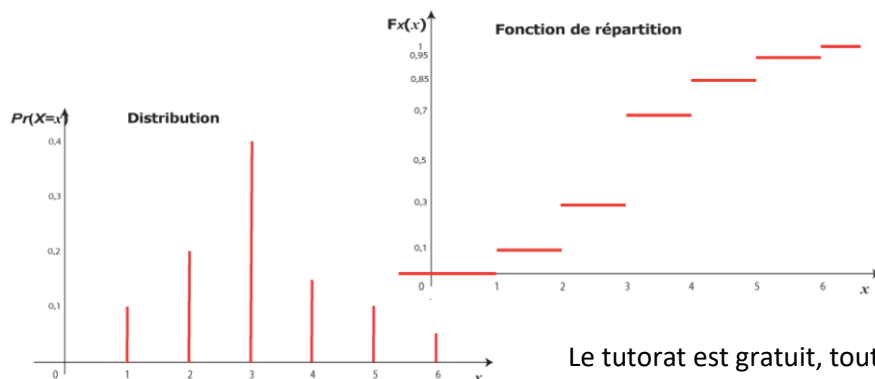 Fx(x)
Fonction de répartition
1
0,95
0,85
0,7
0,5
0,1
0 1 2 3 4 5 6 x
Pr(X=x)
Distribution
0,4
0,3
0,2
0,1
0 1 2 3 4 5 6 x
Le tutorat est gratuit, tout